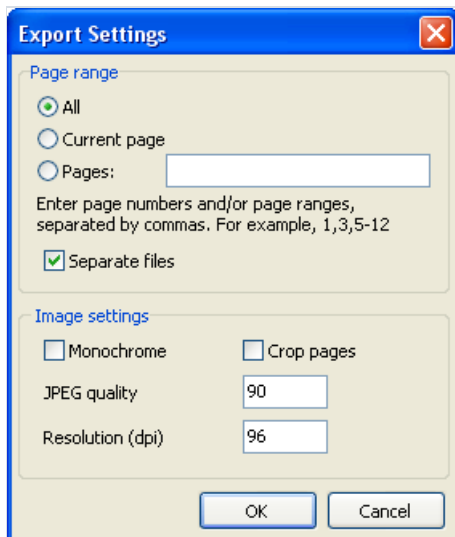 Export Settings
Page range
All
Current page
Pages:
Enter page numbers and/or page ranges,
separated by commas. For example, 1,3,5-12
Separate files
Image settings
Monochrome Crop pages
JPEG quality 90
Resolution (dpi) 96
OK Cancel